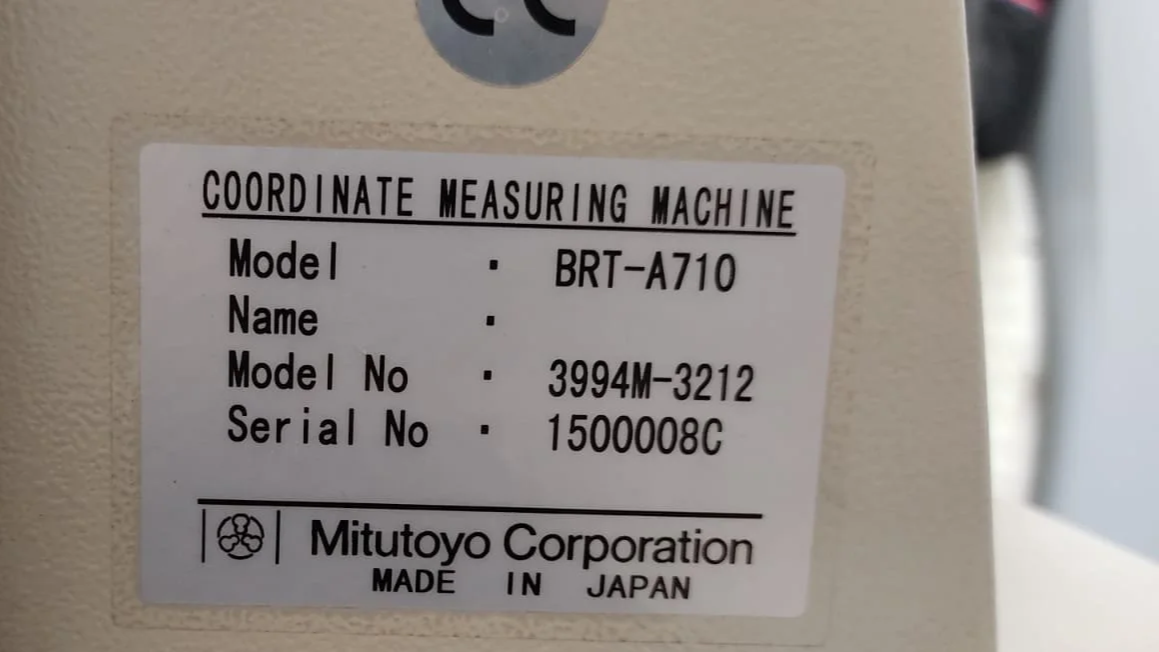 COORDINATE MEASURING MACHINE
Model · BRT-A710
Name ·
Model No · 3994M-3212
Serial No · 1500008C
Mitutoyo Corporation
MADE IN JAPAN